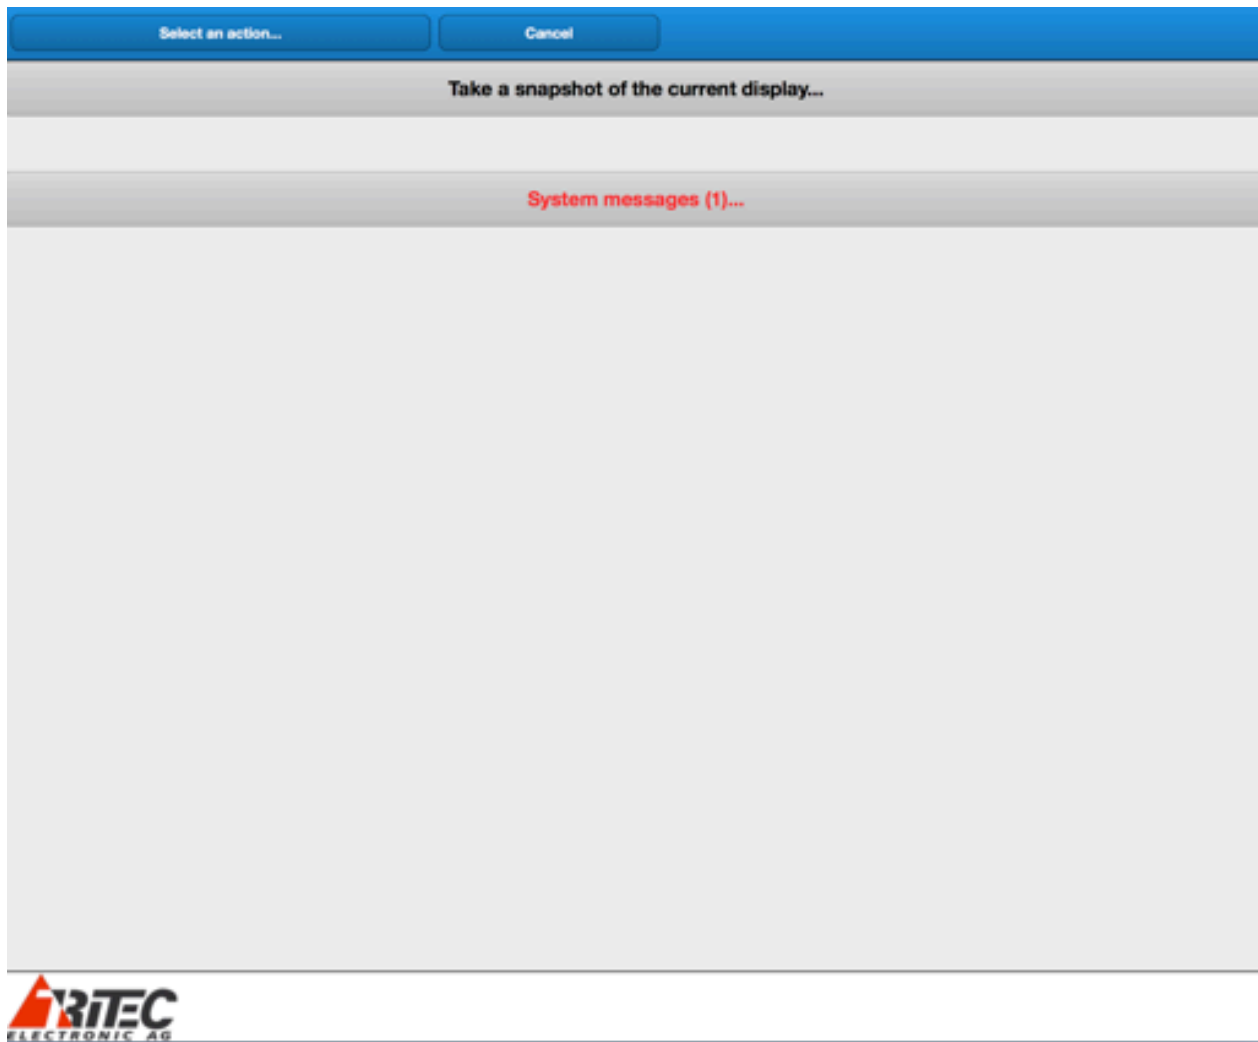 Select an action...
Cancel
Take a snapshot of the current display...
System messages (1)...
TRiTEC
ELECTRONIC AG